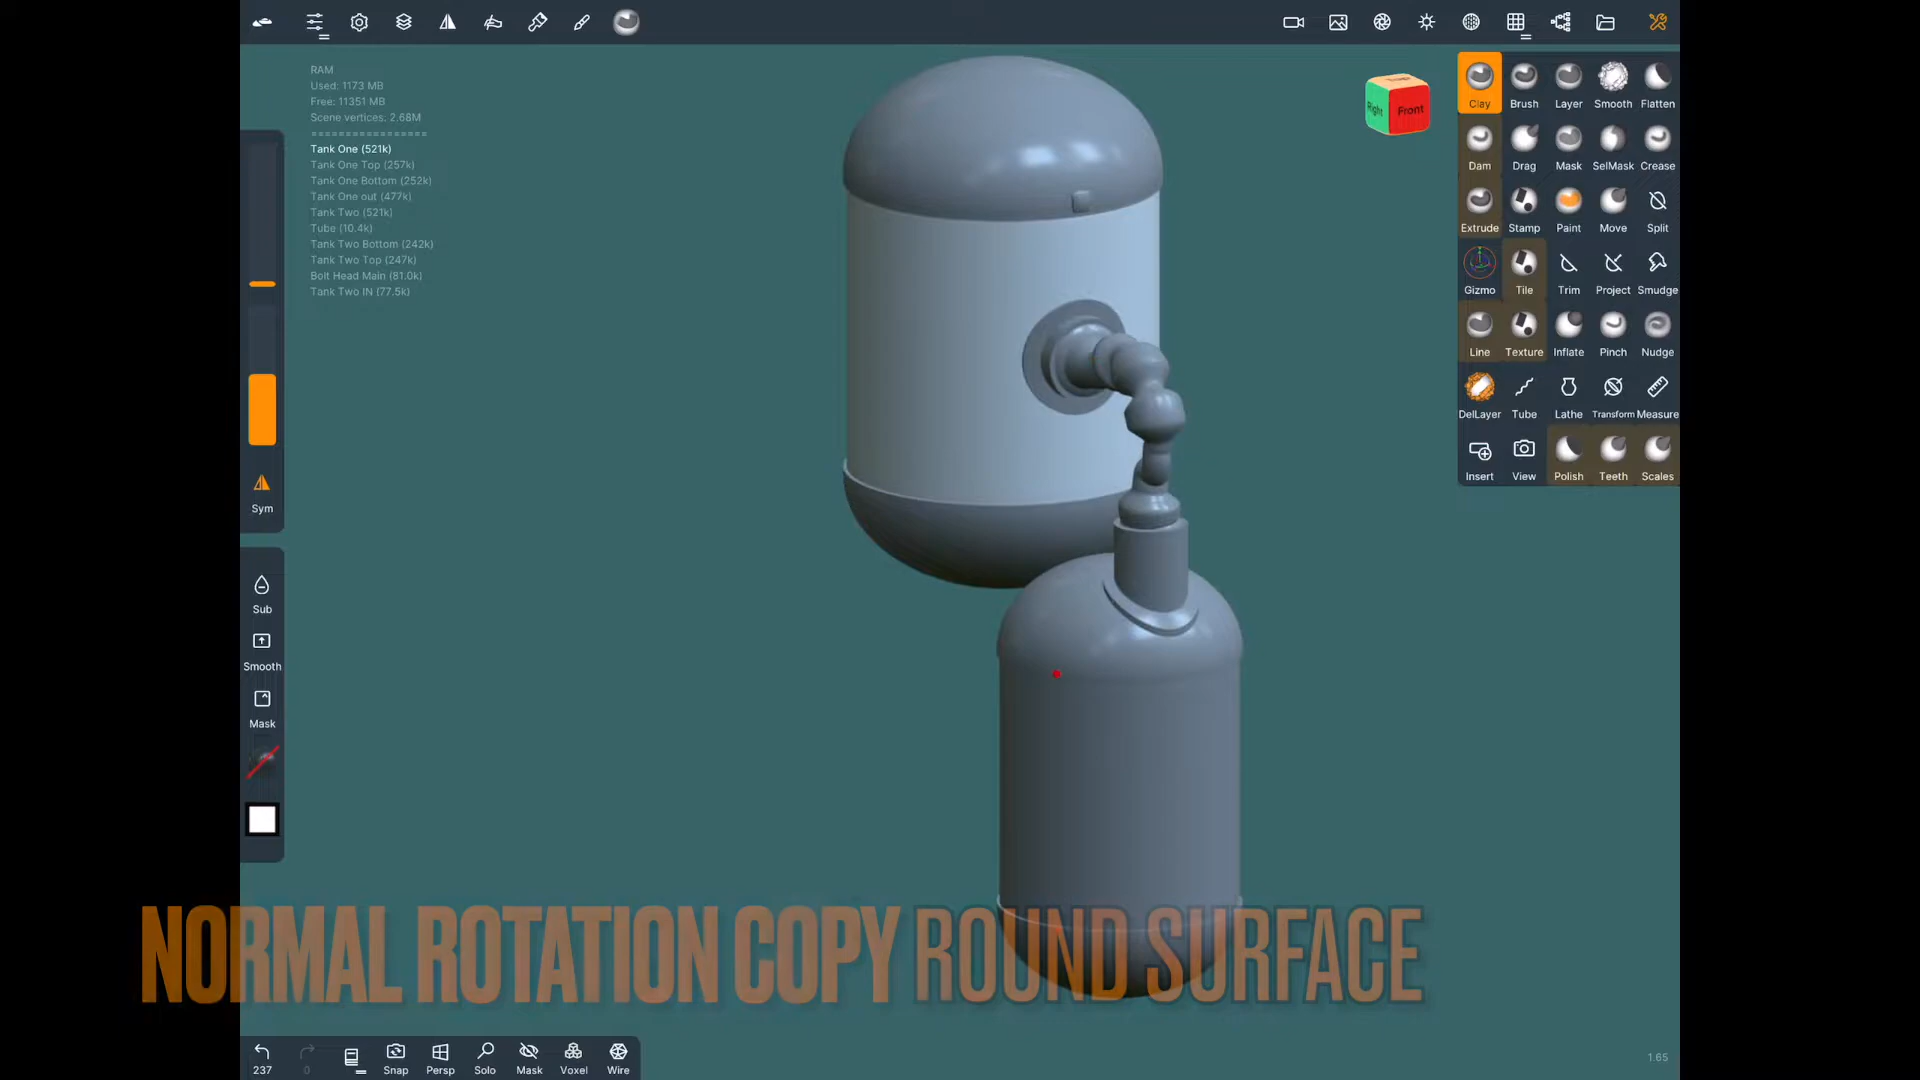 RAM
Used: 1173 MB
Free: 11351 MB
Scene vertices: 2.68M
=================
Tank One (521k)
Tank One Top (257k)
Tank One Bottom (252k)
Tank One out (477k)
Tank Two (521k)
Tube (10.4k)
Tank Two Bottom (242k)
Tank Two Top (247k)
Bolt Head Main (81.0k)
Tank Two IN (77.5k)
Right Front
Clay Brush Layer Smooth Flatten
Dam Drag Mask SelMask Crease
Extrude Stamp Paint Move Split
Gizmo Tile Trim Project Smudge
Line Texture Inflate Pinch Nudge
DelLayer Tube Lathe Transform Measure
Insert View Polish Teeth Scales
Sym
Sub
Smooth
Mask
NORMAL ROTATION COPY ROUND SURFACE
237 0 Snap Persp Solo Mask Voxel Wire
1.65